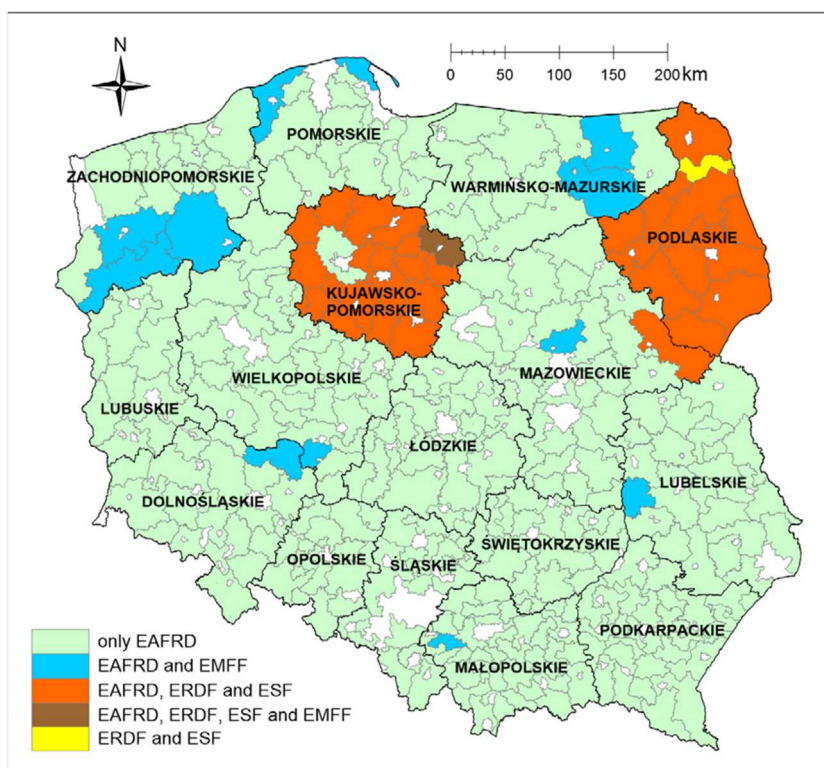 N
0 50 100 150 200 km
POMORSKIE
ZACHODNIOPOMORSKIE
WARMIŃSKO-MAZURSKIE
PODLASKIE
KUJAWSKO-
POMORSKIE
MAZOWIECKIE
WIELKOPOLSKIE
LUBUSKIE
ŁÓDZKIE
LUBELSKIE
DOLNOŚLĄSKIE
ŚWIĘTOKRZYSKIE
OPOLSKIE
ŚLĄSKIE
PODKARPACKIE
MAŁOPOLSKIE
only EAFRD
EAFRD and EMFF
EAFRD, ERDF and ESF
EAFRD, ERDF, ESF and EMFF
ERDF and ESF